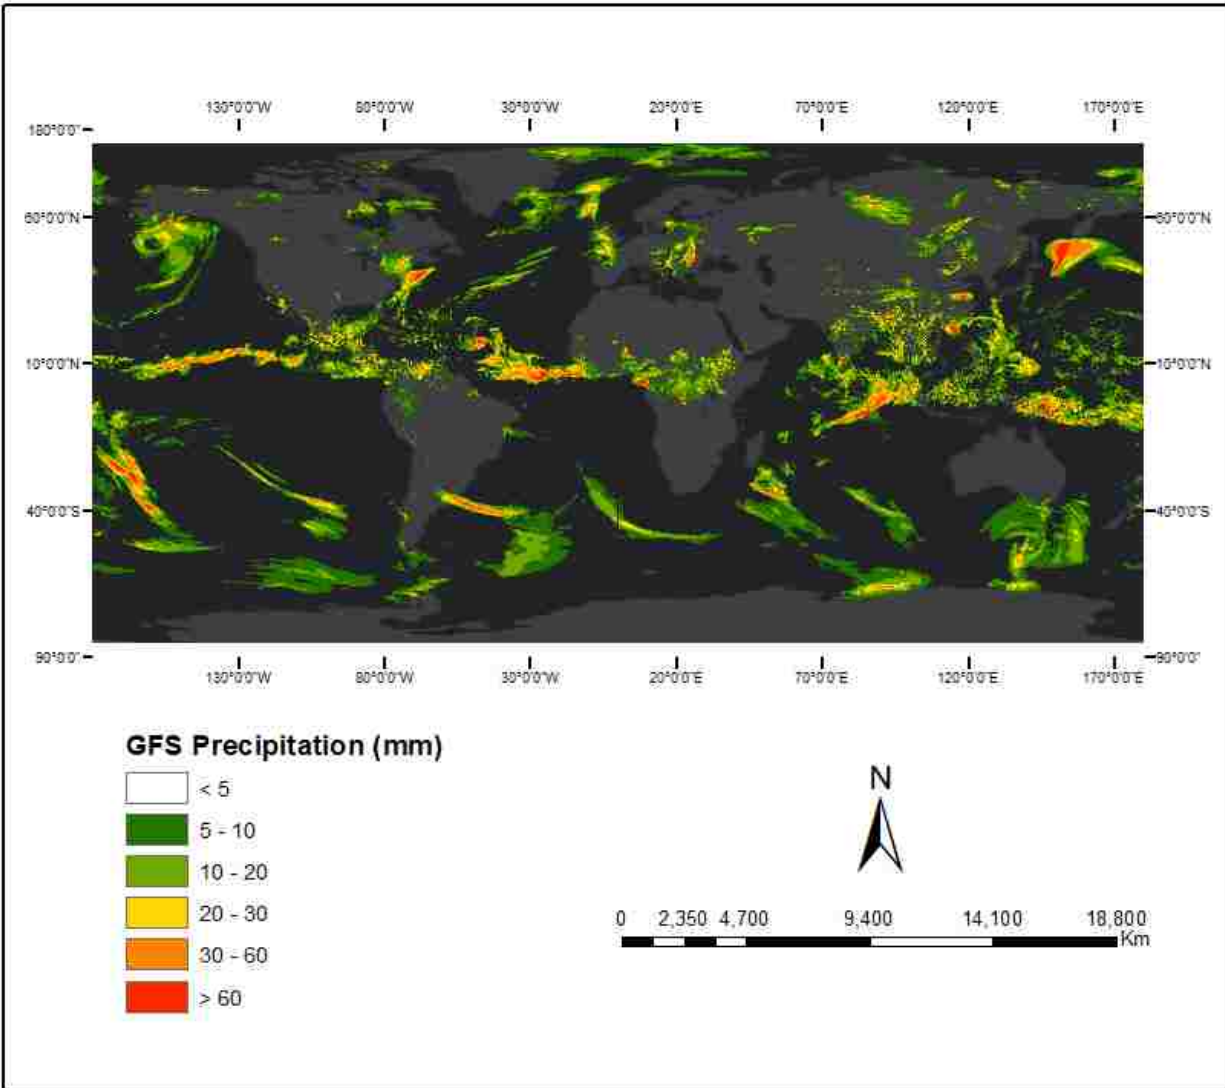 130°0'0"W 80°0'0"W 30°0'0"W 20°0'0"E 70°0'0"E 120°0'0"E 170°0'0"E
180°0'0"
60°0'0"N 60°0'0"N
10°0'0"N 10°0'0"N
40°0'0"S 40°0'0"S
90°0'0" 90°0'0"
130°0'0"W 80°0'0"W 30°0'0"W 20°0'0"E 70°0'0"E 120°0'0"E 170°0'0"E
GFS Precipitation (mm)
< 5
5 - 10
10 - 20
20 - 30
30 - 60
> 60
N
0 2,350 4,700 9,400 14,100 18,800
Km